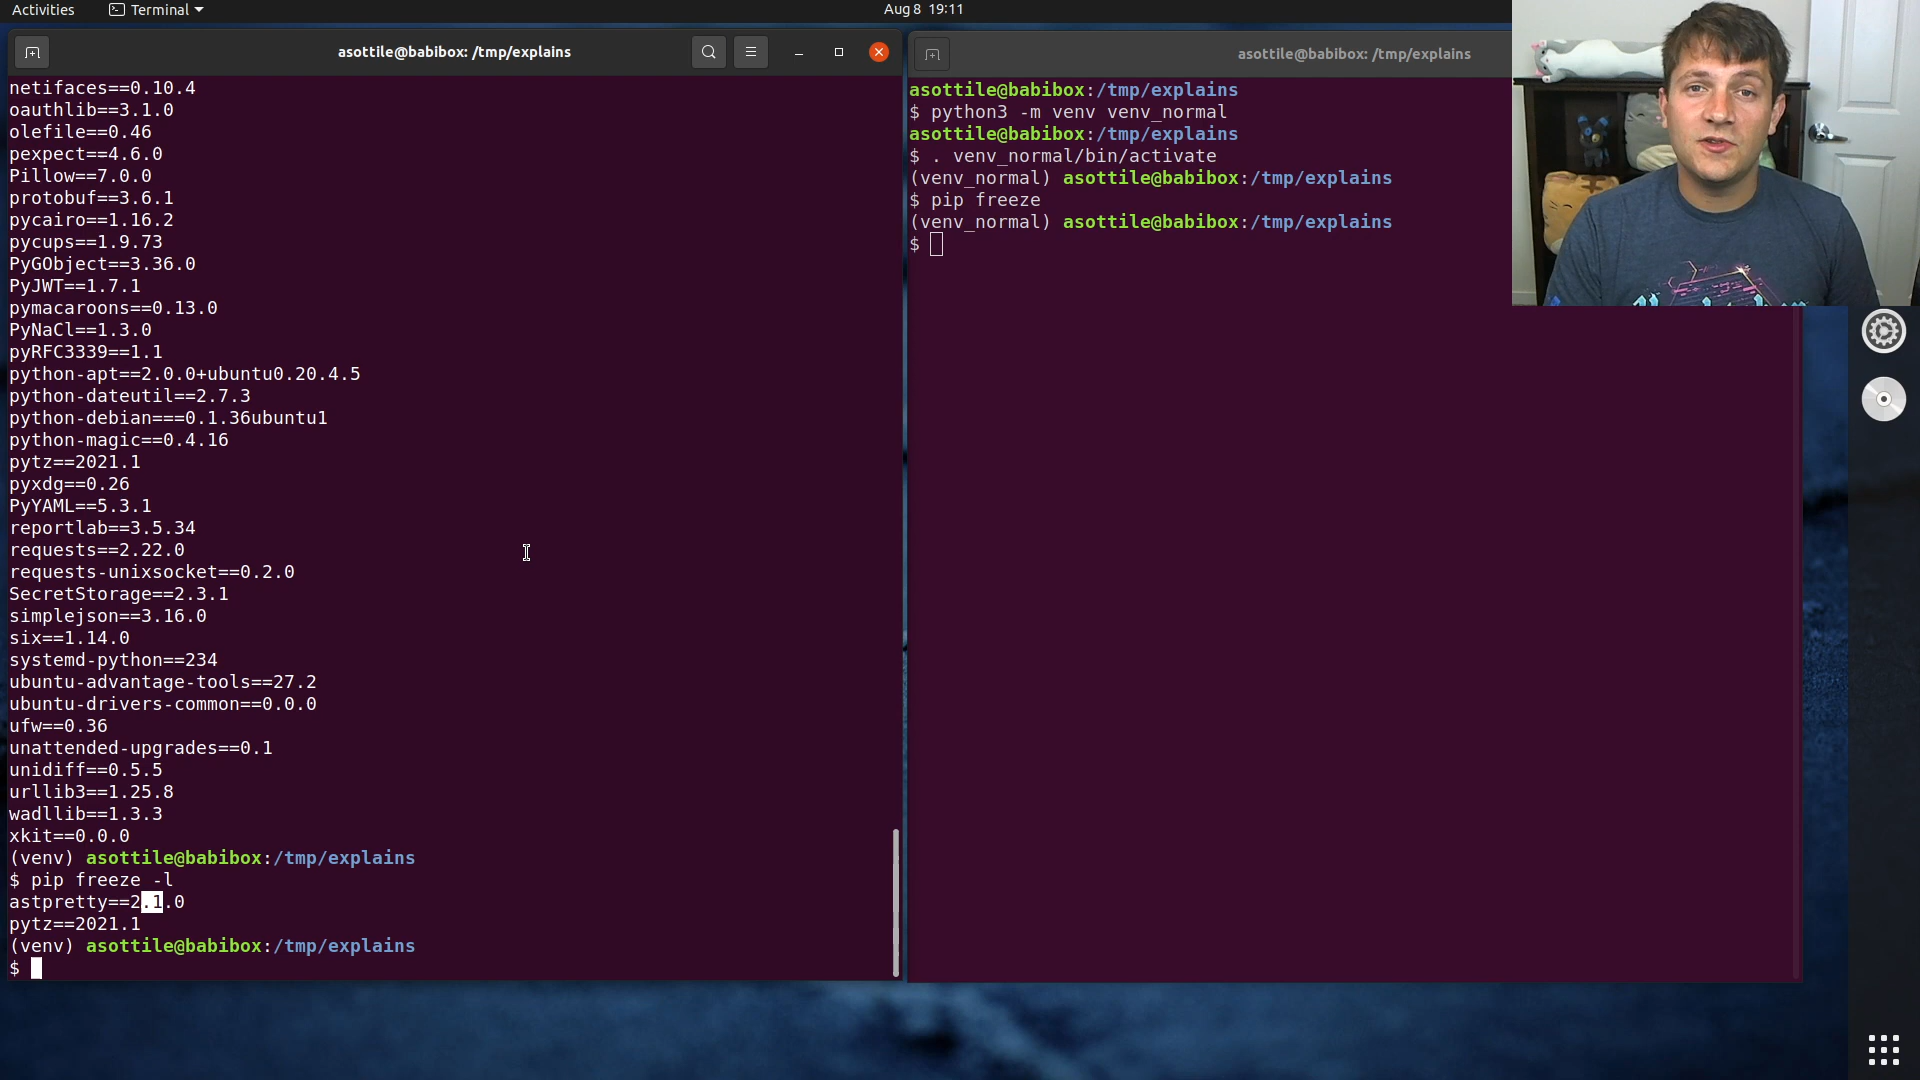 Activities
Terminal
Aug 8 19:11
asottile@babibox: /tmp/explains
netifaces==0.10.4
oauthlib==3.1.0
olefile==0.46
pexpect==4.6.0
Pillow==7.0.0
protobuf==3.6.1
pycairo==1.16.2
pycups==1.9.73
PyGObject==3.36.0
PyJWT==1.7.1
pymacaroons==0.13.0
PyNaCl==1.3.0
pyRFC3339==1.1
python-apt==2.0.0+ubuntu0.20.4.5
python-dateutil==2.7.3
python-debian===0.1.36ubuntu1
python-magic==0.4.16
pytz==2021.1
pyxdg==0.26
PyYAML==5.3.1
reportlab==3.5.34
requests==2.22.0
requests-unixsocket==0.2.0
SecretStorage==2.3.1
simplejson==3.16.0
six==1.14.0
systemd-python==234
ubuntu-advantage-tools==27.2
ubuntu-drivers-common==0.0.0
ufw==0.36
unattended-upgrades==0.1
unidiff==0.5.5
urllib3==1.25.8
wadllib==1.3.3
xkit==0.0.0
(venv) asottile@babibox:/tmp/explains
$ pip freeze -l
astpretty==2.1.0
pytz==2021.1
(venv) asottile@babibox:/tmp/explains
$
asottile@babibox: /tmp/explains
asottile@babibox:/tmp/explains
$ python3 -m venv venv_normal
asottile@babibox:/tmp/explains
$ . venv_normal/bin/activate
(venv_normal) asottile@babibox:/tmp/explains
$ pip freeze
(venv_normal) asottile@babibox:/tmp/explains
$